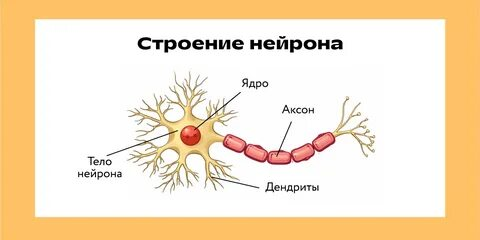 Строение нейрона
Ядро
Аксон
Тело
нейрона
Дендриты